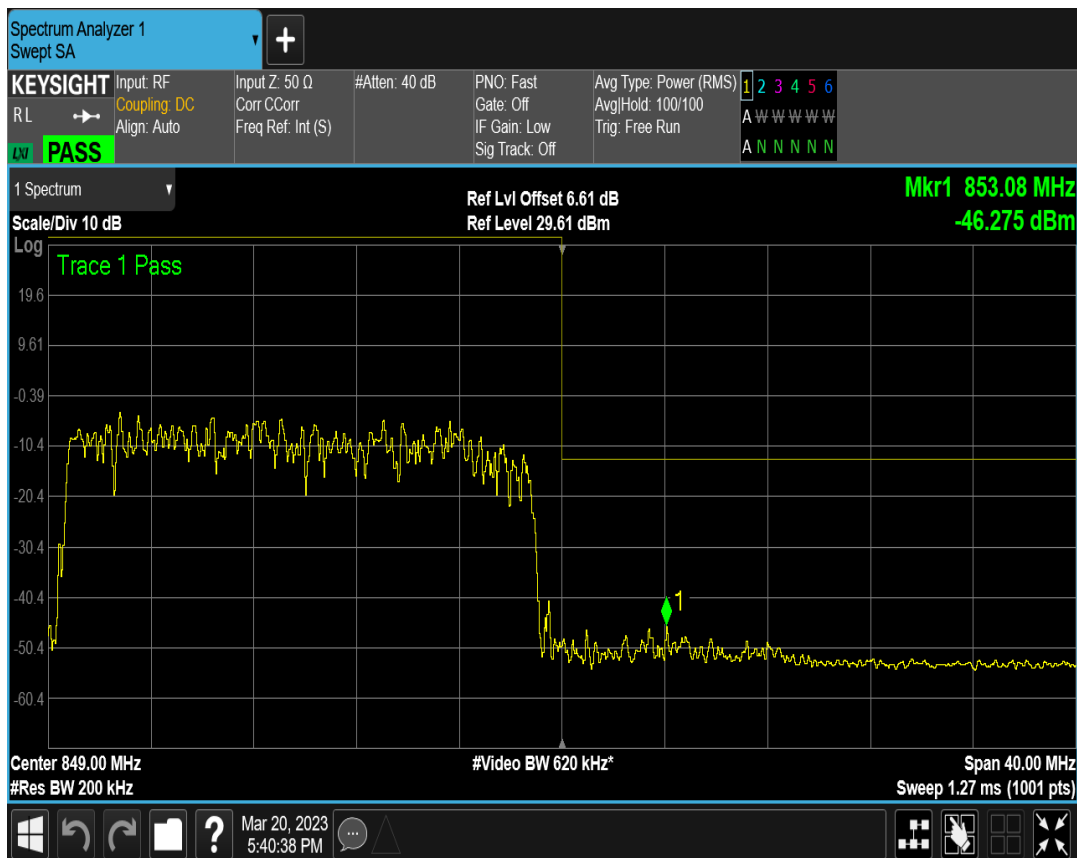 Spectrum Analyzer 1
Swept SA
+
KEYSIGHT
R L
LXI
PASS
Input: RF
Coupling: DC
Align: Auto
Input Z: 50 Ω
Corr CCorr
Freq Ref: Int (S)
#Atten: 40 dB
PNO: Fast
Gate: Off
IF Gain: Low
Sig Track: Off
Avg Type: Power (RMS)
Avg|Hold: 100/100
Trig: Free Run
1 2 3 4 5 6
A W W W W W
A N N N N N
1 Spectrum
Scale/Div 10 dB
Ref Lvl Offset 6.61 dB
Ref Level 29.61 dBm
Mkr1 853.08 MHz
-46.275 dBm
Log
Trace 1 Pass
19.6
9.61
-0.39
-10.4
-20.4
-30.4
-40.4
1
-50.4
-60.4
Center 849.00 MHz
#Res BW 200 kHz
#Video BW 620 kHz*
Span 40.00 MHz
Sweep 1.27 ms (1001 pts)
?
Mar 20, 2023
5:40:38 PM